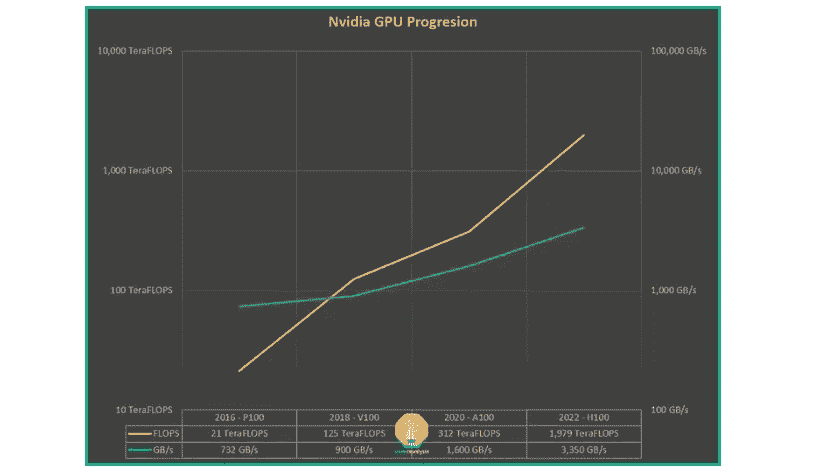 Nvidia GPU Progresion
10,000 TeraFLOPS
100,000 GB/s
1,000 TeraFLOPS
10,000 GB/s
100 TeraFLOPS
1,000 GB/s
10 TeraFLOPS
100 GB/s
2016 - P100 2018 - V100 2020 - A100 2022 - H100
FLOPS 21 TeraFLOPS 125 TeraFLOPS 312 TeraFLOPS 1,979 TeraFLOPS
GB/s 732 GB/s 900 GB/s 1,600 GB/s 3,350 GB/s